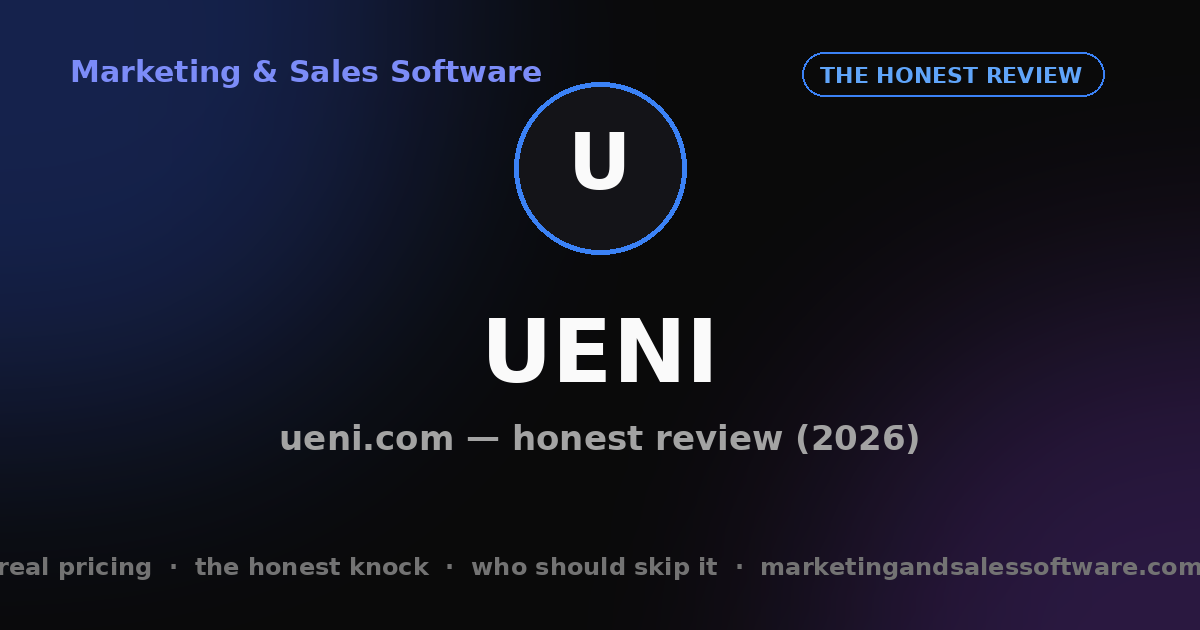 Marketing & Sales Software
THE HONEST REVIEW
U
UENI
ueni.com — honest review (2026)
real pricing · the honest knock · who should skip it · marketingandsalessoftware.com